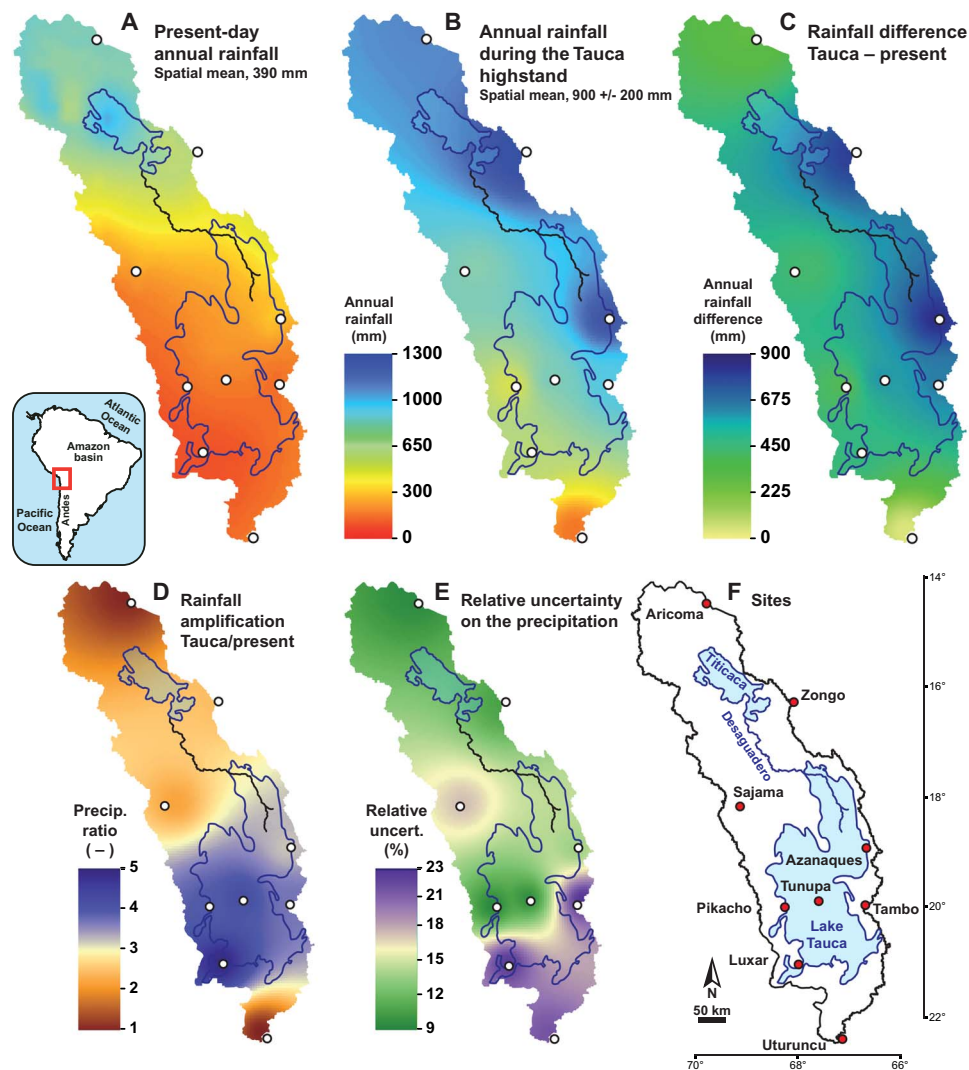 A Present-day
annual rainfall
Spatial mean, 390 mm
B Annual rainfall
during the Tauca
highstand
Spatial mean, 900 +/- 200 mm
C Rainfall difference
Tauca – present
Annual
rainfall
(mm)
1300
1000
650
300
0
Annual
rainfall
difference
(mm)
900
675
450
225
0
Atlantic
Ocean
Amazon
basin
Pacific
Ocean
Andes
D Rainfall
amplification
Tauca/present
Precip.
ratio
( – )
5
4
3
2
1
E Relative uncertainty
on the precipitation
Relative
uncert.
(%)
23
18
15
12
9
F Sites
Aricoma
Titicaca
Zongo
Desaguadero
Sajama
Azanaques
Tunupa
Pikacho
Tambo
Lake
Tauca
Luxar
N
50 km
Uturuncu
14°
16°
18°
20°
22°
70°
68°
66°